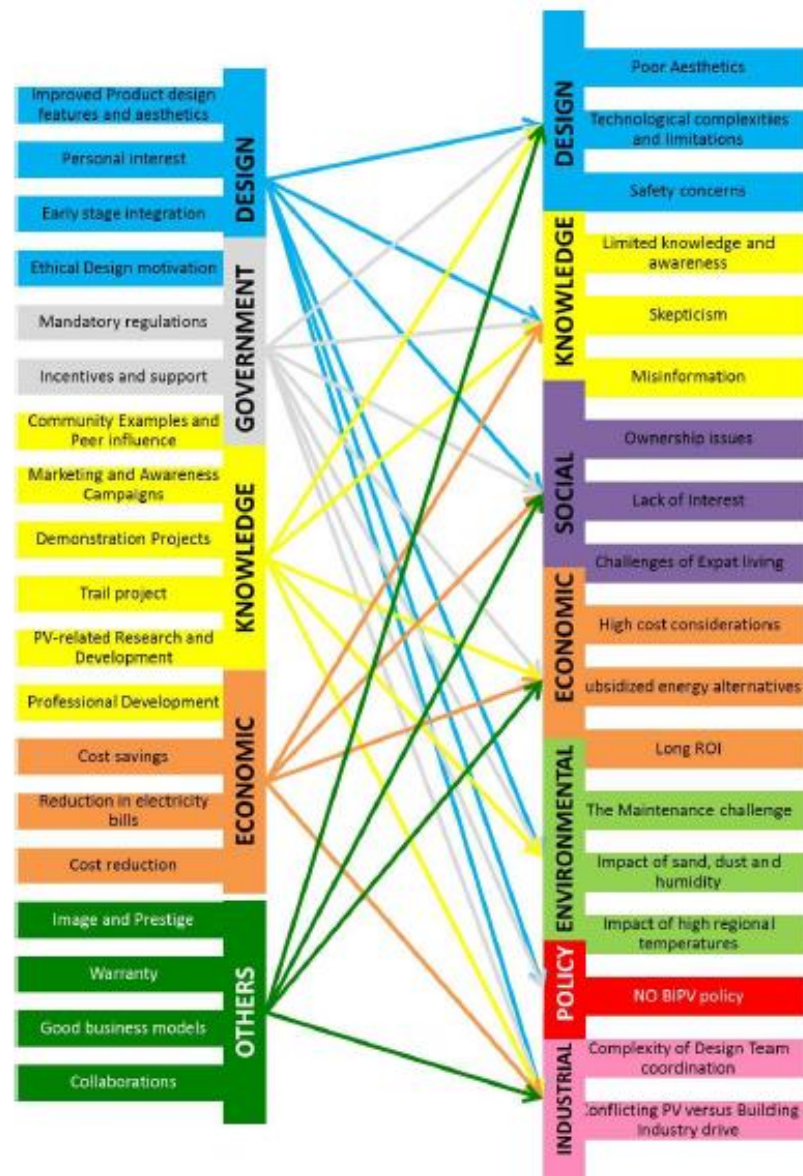 Improved Product design
features and aesthetics
Personal interest
Early stage integration
Ethical Design motivation
Mandatory regulations
Incentives and support
Community Examples and
Peer influence
Marketing and Awareness
Campaigns
Demonstration Projects
Trail project
PV-related Research and
Development
Professional Development
Cost savings
Reduction in electricity
bills
Cost reduction
Image and Prestige
Warranty
Good business models
Collaborations
DESIGN
GOVERNMENT
KNOWLEDGE
ECONOMIC
OTHERS
DESIGN
KNOWLEDGE
SOCIAL
ECONOMIC
ENVIRONMENTAL
POLICY
INDUSTRIAL
Poor Aesthetics
Technological complexities
and limitations
Safety concerns
Limited knowledge and
awareness
Skepticism
Misinformation
Ownership issues
Lack of Interest
Challenges of Expat living
High cost considerations
ubsidized energy alternatives
Long ROI
The Maintenance challenge
Impact of sand, dust and
humidity
Impact of high regional
temperatures
NO BIPV policy
Complexity of Design Team
coordination
onflicting PV versus Building
Industry drive